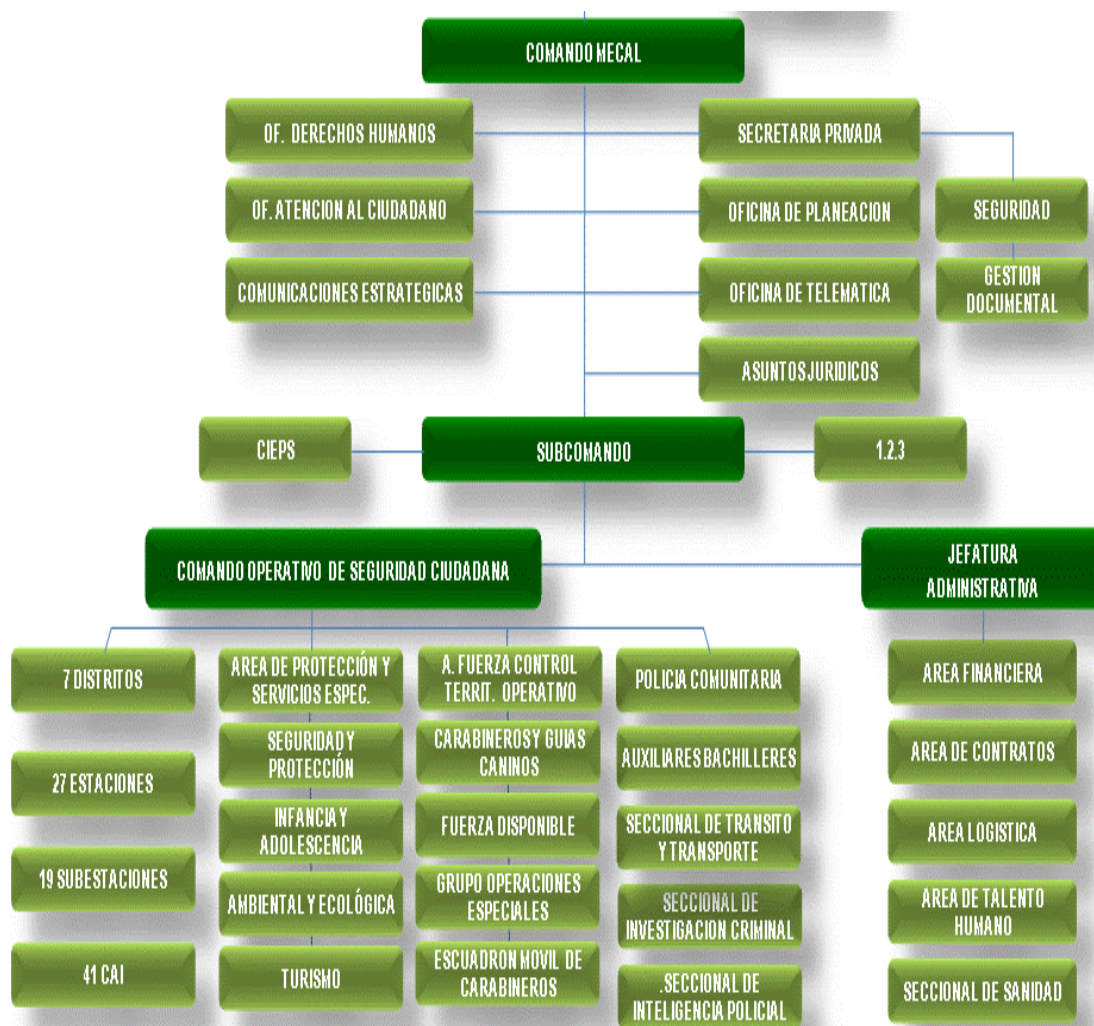 COMANDO MECAL
OF. DERECHOS HUMANOS
SECRETARIA PRIVADA
OF. ATENCION AL CIUDADANO
OFICINA DE PLANEACION
SEGURIDAD
COMUNICACIONES ESTRATEGICAS
OFICINA DE TELEMATICA
GESTION
DOCUMENTAL
ASUNTOS JURIDICOS
CIEPS
SUBCOMANDO
1.2.3
COMANDO OPERATIVO DE SEGURIDAD CIUDADANA
JEFATURA
ADMINISTRATIVA
7 DISTRITOS
27 ESTACIONES
19 SUBESTACIONES
41 CAI
AREA DE PROTECCIÓN Y
SERVICIOS ESPEC.
SEGURIDAD Y
PROTECCIÓN
INFANCIA Y
ADOLESCENCIA
AMBIENTAL Y ECOLÓGICA
TURISMO
A. FUERZA CONTROL
TERRIT. OPERATIVO
CARABINEROS Y GUIAS
CANINOS
FUERZA DISPONIBLE
GRUPO OPERACIONES
ESPECIALES
ESCUADRON MOVIL DE
CARABINEROS
POLICIA COMUNITARIA
AUXILIARES BACHILLERES
SECCIONAL DE TRANSITO
Y TRANSPORTE
SECCIONAL DE
INVESTIGACION CRIMINAL
.SECCIONAL DE
INTELIGENCIA POLICIAL
AREA FINANCIERA
AREA DE CONTRATOS
AREA LOGISTICA
AREA DE TALENTO
HUMANO
SECCIONAL DE SANIDAD